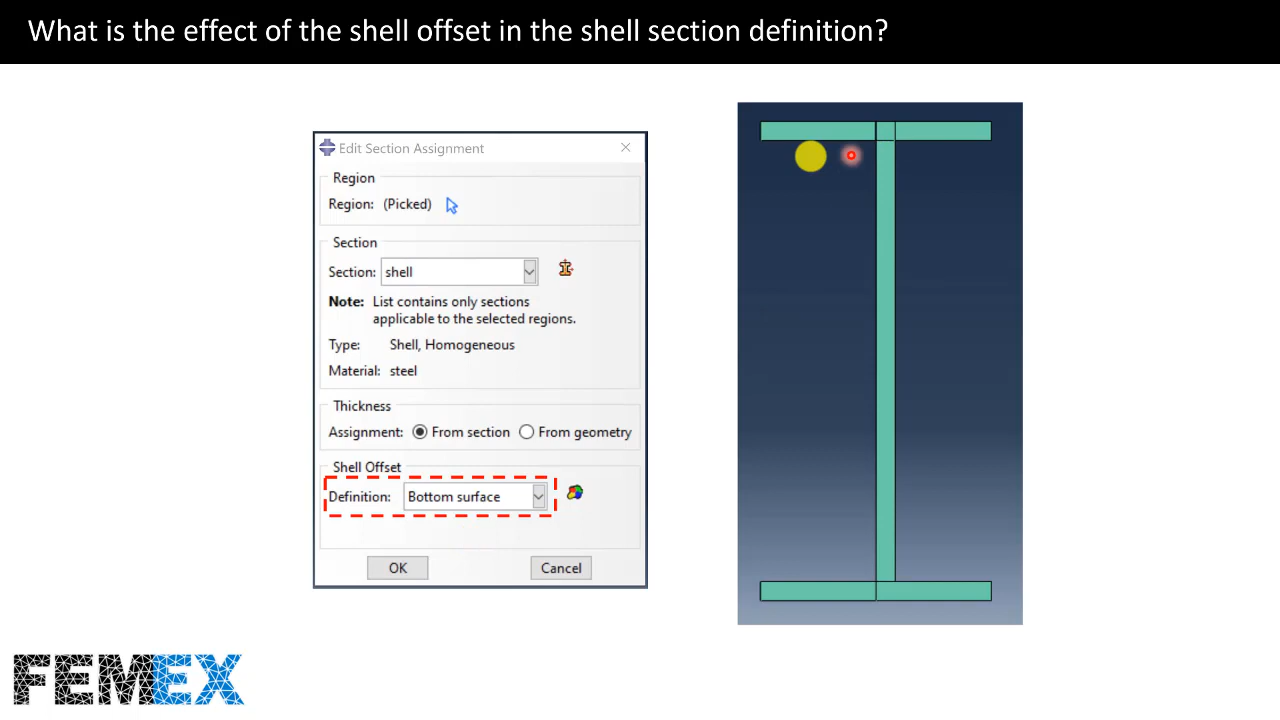 What is the effect of the shell offset in the shell section definition?
Edit Section Assignment
Region
Region: (Picked)
Section
Section: shell
Note: List contains only sections
applicable to the selected regions.
Type: Shell, Homogeneous
Material: steel
Thickness
Assignment: From section From geometry
Shell Offset
Definition: Bottom surface
OK Cancel
FEMEX